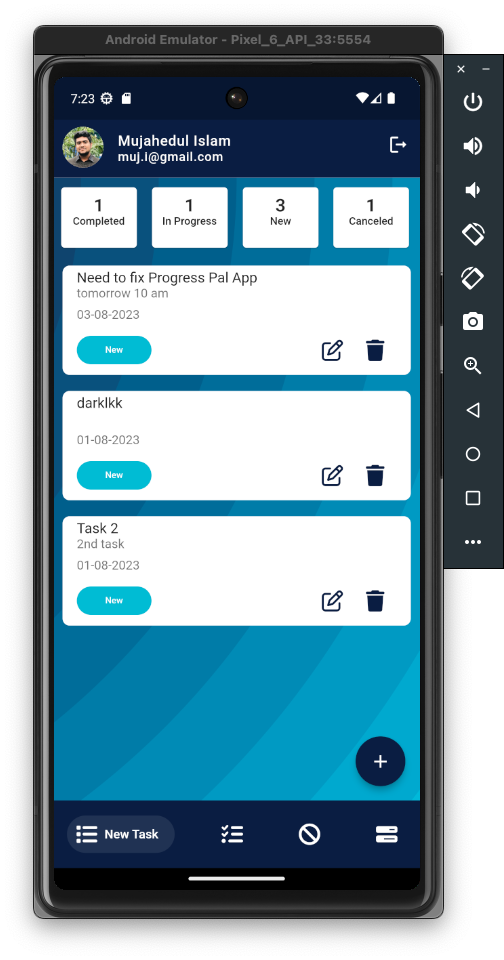 Android Emulator - Pixel_6_API_33:5554
7:23
Mujahedul Islam
muj.i@gmail.com
1 1 3 1
Completed In Progress New Canceled
Need to fix Progress Pal App
tomorrow 10 am
03-08-2023
New
darklkk
01-08-2023
New
Task 2
2nd task
01-08-2023
New
New Task